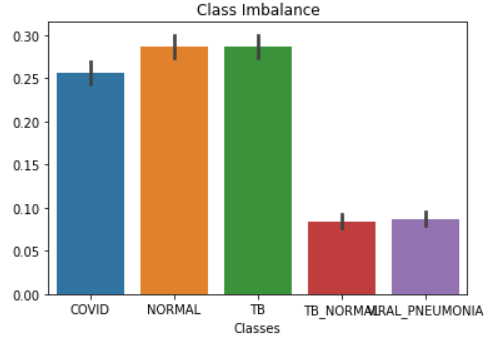 Class Imbalance
0.30
0.25
0.20
0.15
0.10
0.05
0.00
COVID NORMAL TB TB_NORMAL VIRAL_PNEUMONIA
Classes